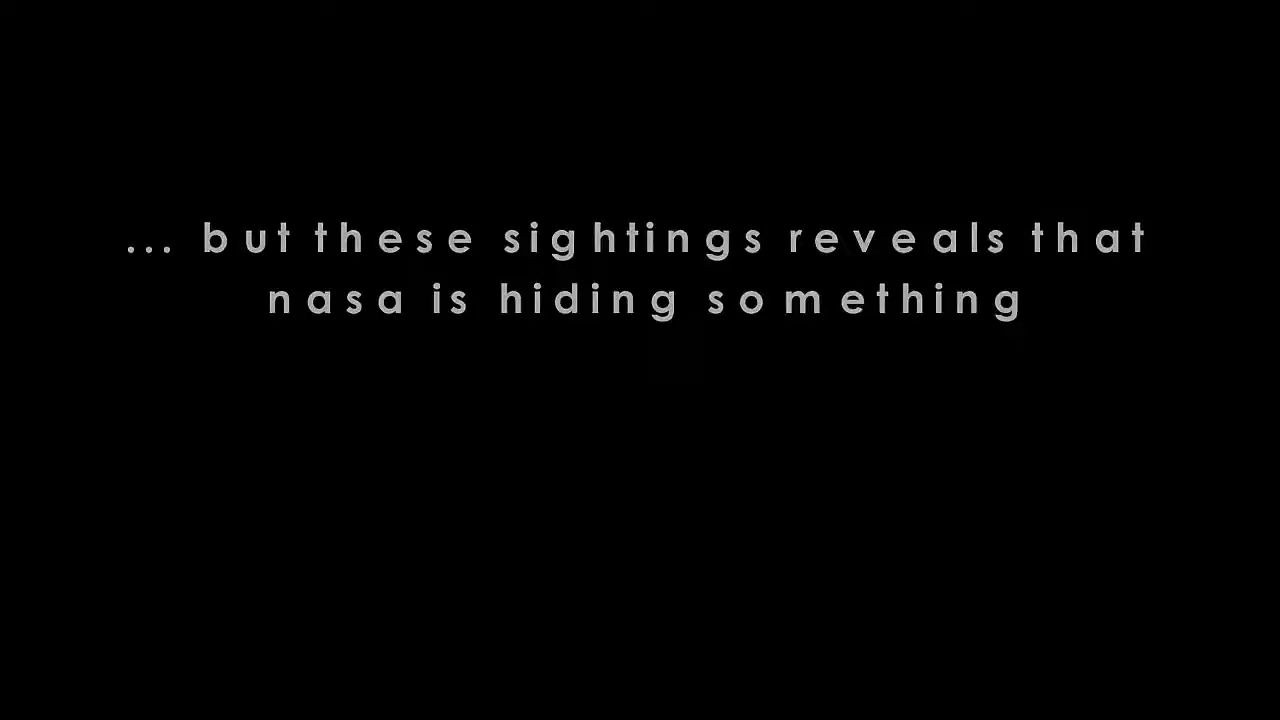 ... but these sightings reveals that
nasa is hiding something